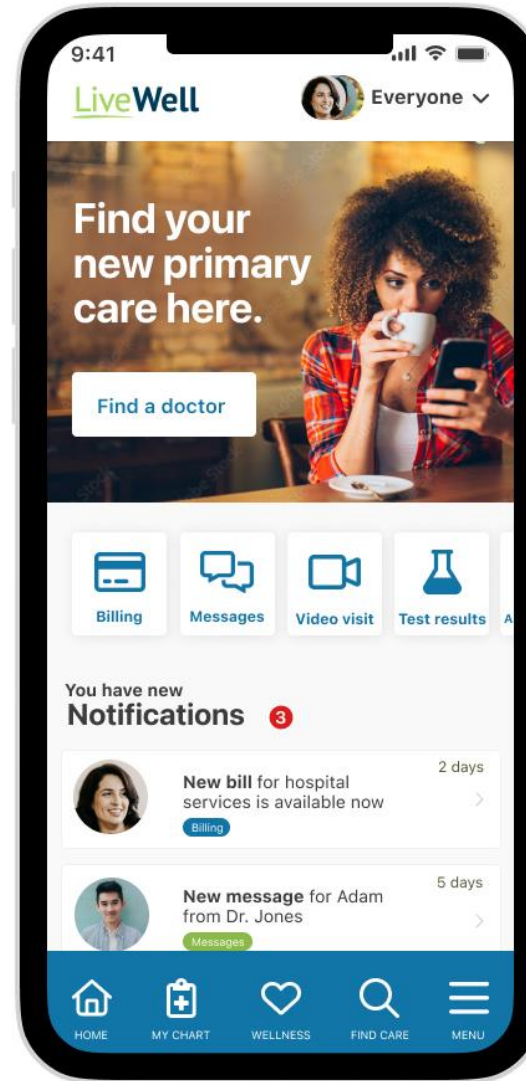 9:41
LiveWell
Everyone
Find your
new primary
care here.
Find a doctor
Billing
Messages
Video visit
Test results
A
You have new
Notifications 3
2 days
New bill for hospital
services is available now
Billing
5 days
New message for Adam
from Dr. Jones
Messages
HOME
MY CHART
WELLNESS
FIND CARE
MENU